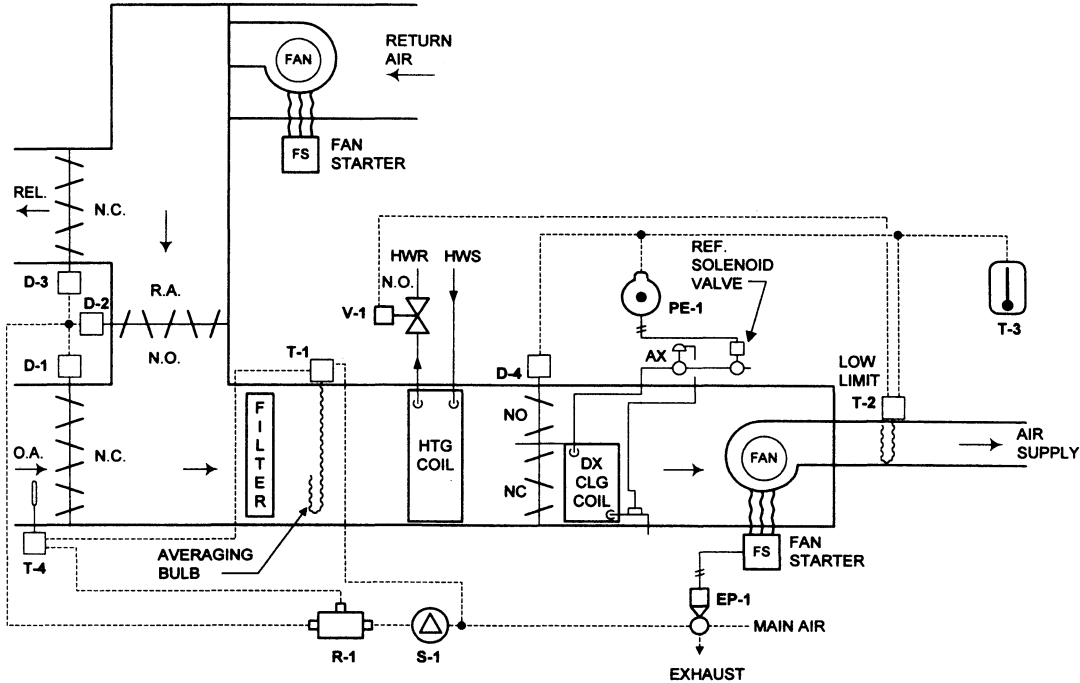 RETURN
AIR
FAN
FS
FAN
STARTER
REL.
N.C.
D-3
D-2
R.A.
N.O.
D-1
HWR
HWS
N.O.
V-1
REF.
SOLENOID
VALVE
PE-1
T-3
AX
T-1
D-4
LOW
LIMIT
T-2
O.A.
N.C.
FILTER
HTG
COIL
NO
NC
DX
CLG
COIL
FAN
AIR
SUPPLY
T-4
AVERAGING
BULB
FS
FAN
STARTER
EP-1
R-1
S-1
MAIN AIR
EXHAUST